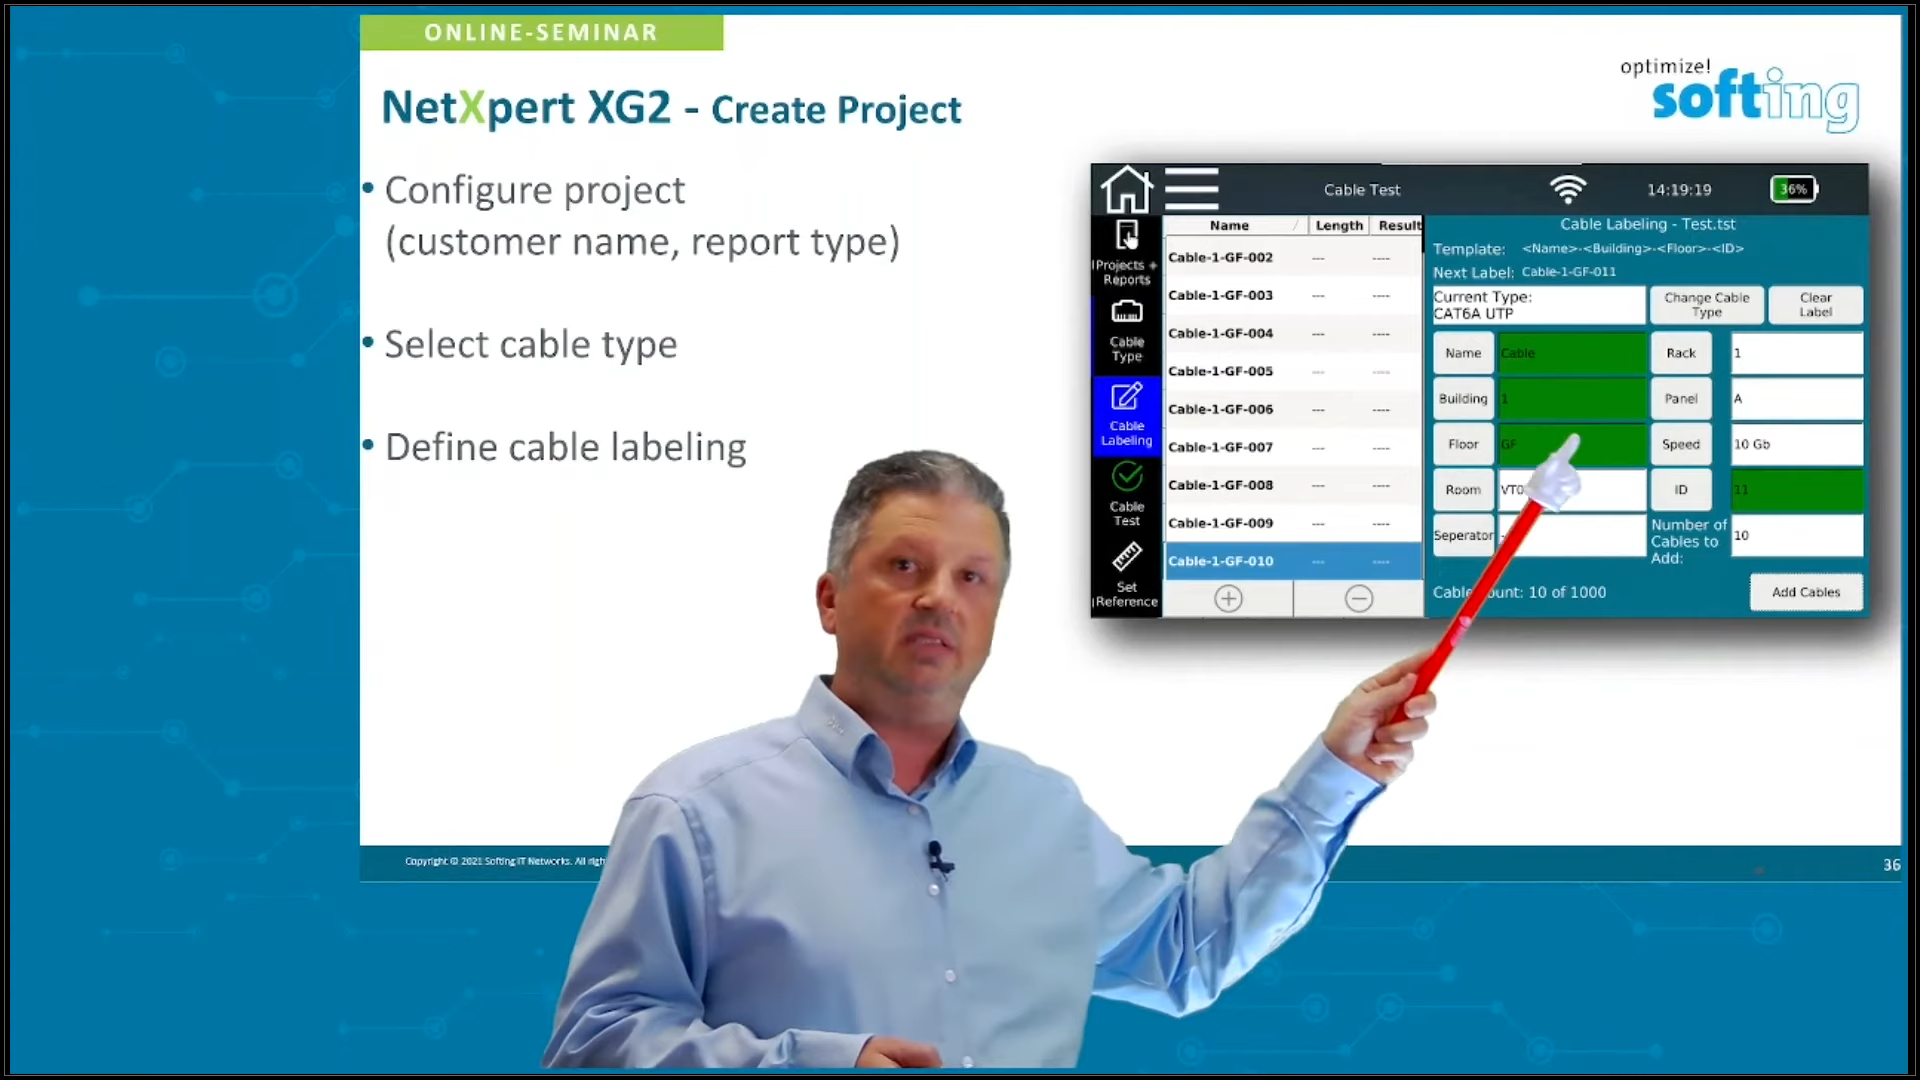 ONLINE-SEMINAR
optimize!
softing
NetXpert XG2 - Create Project
• Configure project
(customer name, report type)
• Select cable type
• Define cable labeling
Cable Test
14:19:19
36%
Projects +
Reports
Cable
Type
Cable
Labeling
Cable
Test
Set
Reference
Name / Length Result
Cable-1-GF-002 --- ----
Cable-1-GF-003 --- ----
Cable-1-GF-004 --- ----
Cable-1-GF-005 --- ----
Cable-1-GF-006 --- ----
Cable-1-GF-007 --- ----
Cable-1-GF-008 --- ----
Cable-1-GF-009 --- ----
Cable-1-GF-010 --- ----
Cable Labeling - Test.tst
Template: <Name>-<Building>-<Floor>-<ID>
Next Label: Cable-1-GF-011
Current Type:
CAT6A UTP
Change Cable
Type
Clear
Label
Name Cable Rack 1
Building 1 Panel A
Floor GF Speed 10 Gb
Room ID 11
Seperator -
Number of
Cables to
Add:
10
10 of 1000
Add Cables
Copyright © 2021 Softing IT Networks. All
36